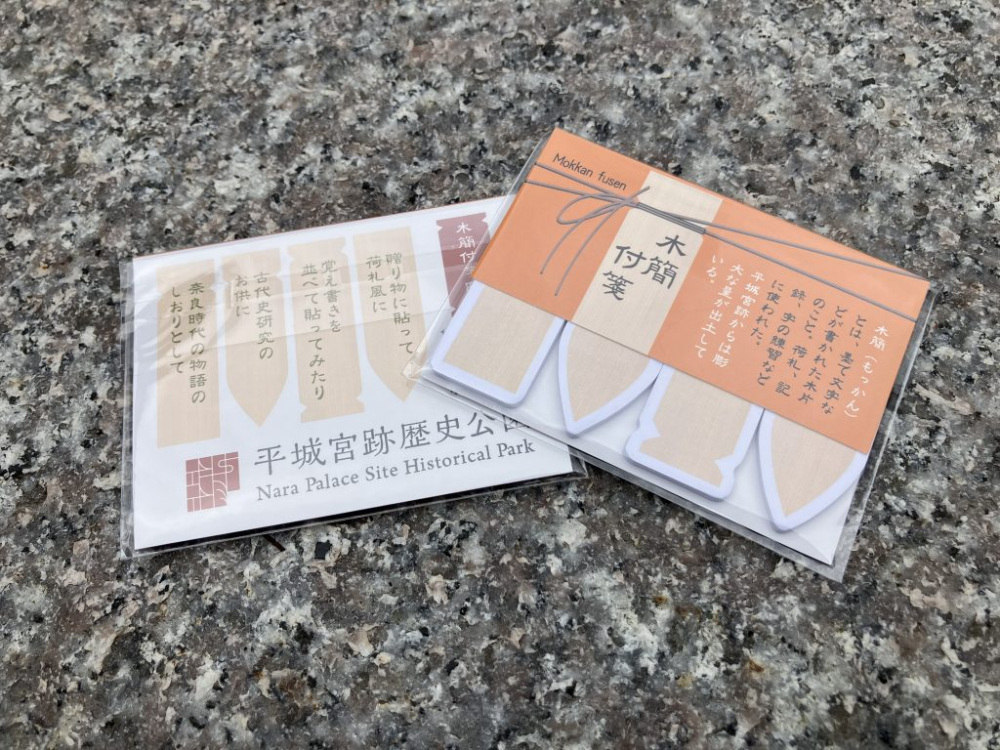 木簡付
贈り物に貼って
荷札風に
覚え書きを
並べて貼ってみたり
古代史研究の
お供に
奈良時代の物語の
しおりとして
平城宮跡歴史公園
Nara Palace Site Historical Park
Mokkan fusen
木簡
付箋
木簡(もっかん)
とは、墨で文字な
どが書かれた木片
のこと。荷札、記
録、字の練習など
に使われた。
平城宮跡からは膨
大な量が出土して
いる。